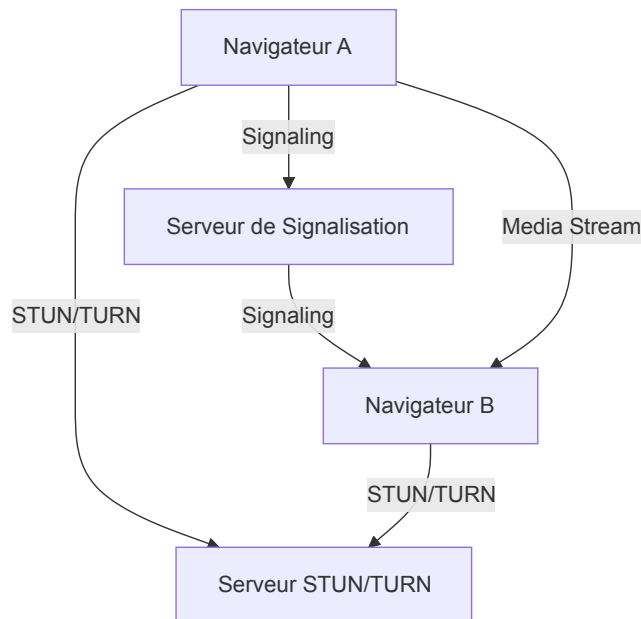 Navigateur A
Signaling
Serveur de Signalisation
Media Stream
STUN/TURN
Signaling
Navigateur B
STUN/TURN
Serveur STUN/TURN